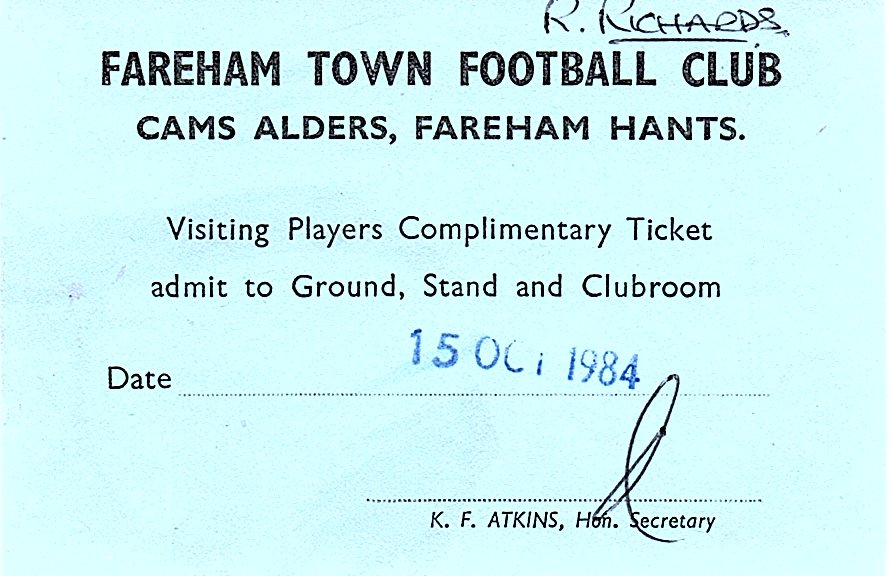 R. RICHARDS.
FAREHAM TOWN FOOTBALL CLUB
CAMS ALDERS, FAREHAM HANTS.
Visiting Players Complimentary Ticket
admit to Ground, Stand and Clubroom
15 OCT 1984
Date
K. F. ATKINS, Hon. Secretary